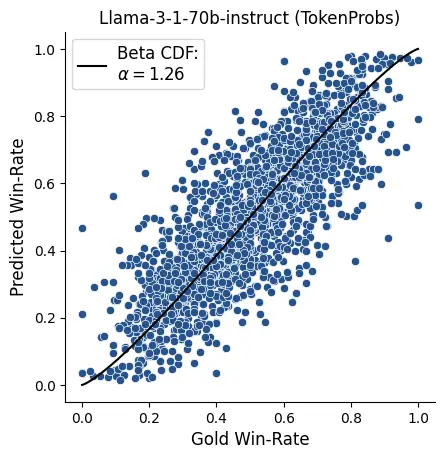 Llama-3-1-70b-instruct (TokenProbs)
Beta CDF:
α = 1.26
Predicted Win-Rate
1.0
0.8
0.6
0.4
0.2
0.0
0.0 0.2 0.4 0.6 0.8 1.0
Gold Win-Rate